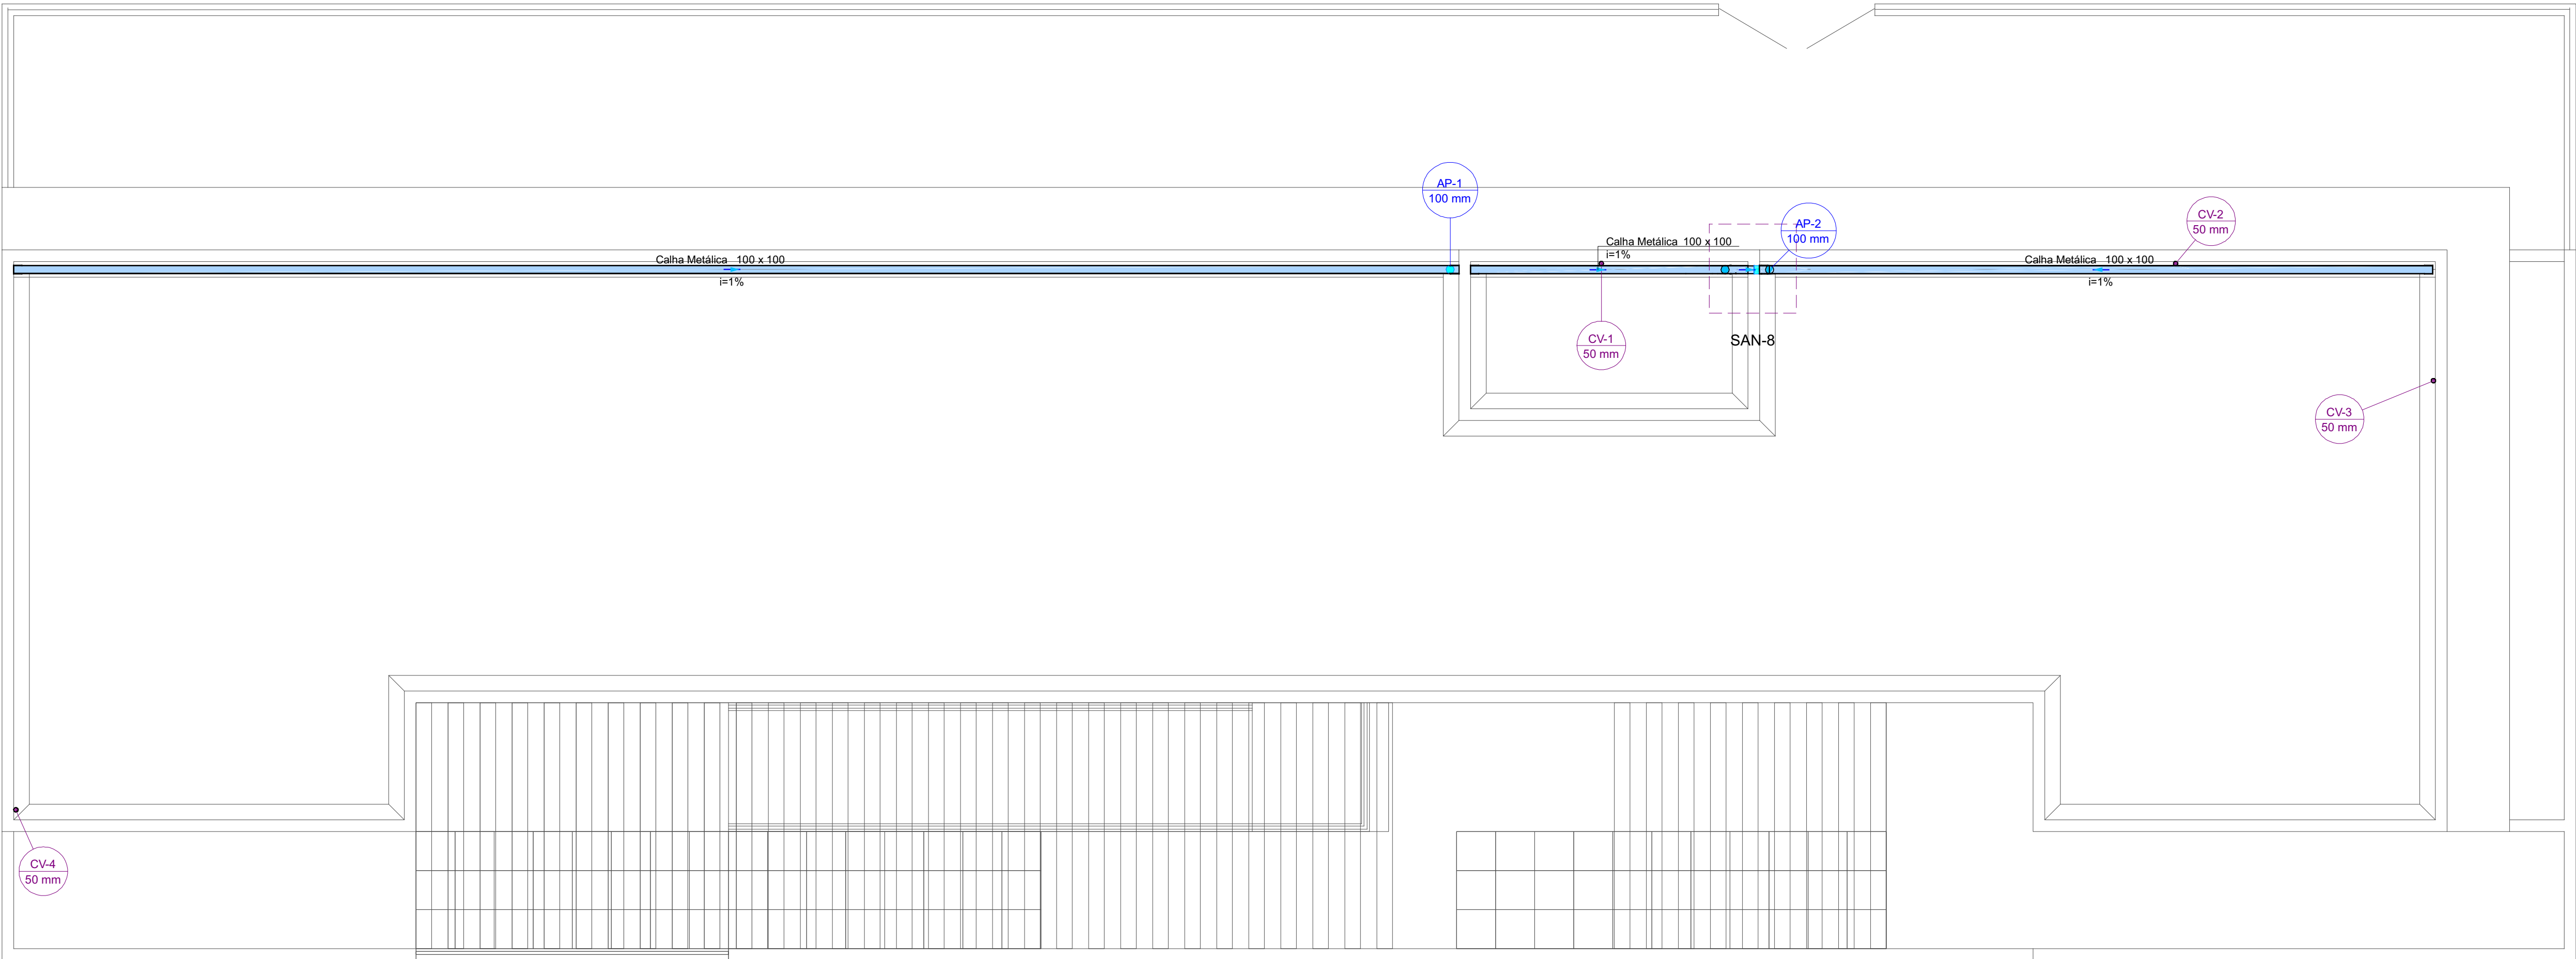 AP-1
100 mm
AP-2
100 mm
CV-2
50 mm
Calha Metálica 100 x 100
i=1%
Calha Metálica 100 x 100
i=1%
Calha Metálica 100 x 100
i=1%
CV-1
50 mm
SAN-8
CV-3
50 mm
CV-4
50 mm